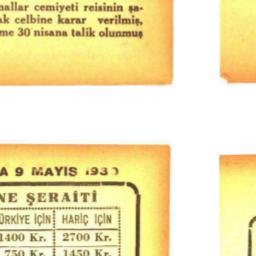 mallar cemiyeti reisinin şa-
ak celbine karar verilmiş,
me 30 nisana talik olunmuş
A 9 MAYIS 193
NE ŞERAİTİ
ÜRKİYE İÇİN HARİÇ İÇİN
1400 Kr. 2700 Kr.
750 Kr. 1450 Kr.